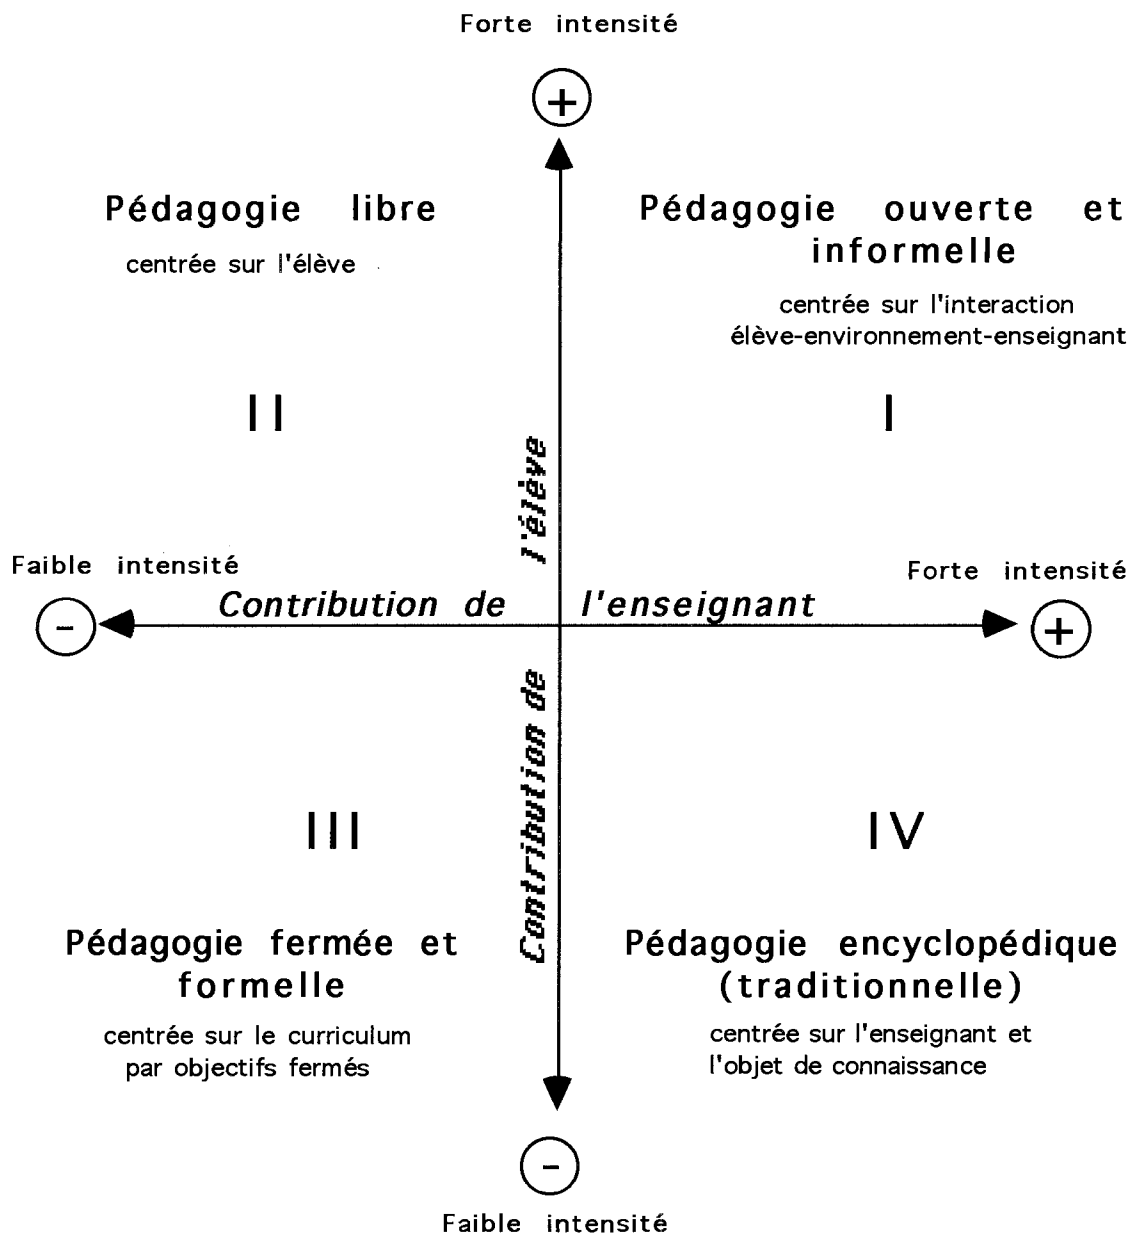 Forte intensité
+
Pédagogie libre
centrée sur l'élève
II
Pédagogie ouverte et
informelle
centrée sur l'interaction
élève-environnement-enseignant
I
Faible intensité
-
Contribution de l'enseignant
Forte intensité
+
Contribution de l'élève
III
Pédagogie fermée et
formelle
centrée sur le curriculum
par objectifs fermés
IV
Pédagogie encyclopédique
(traditionnelle)
centrée sur l'enseignant et
l'objet de connaissance
-
Faible intensité